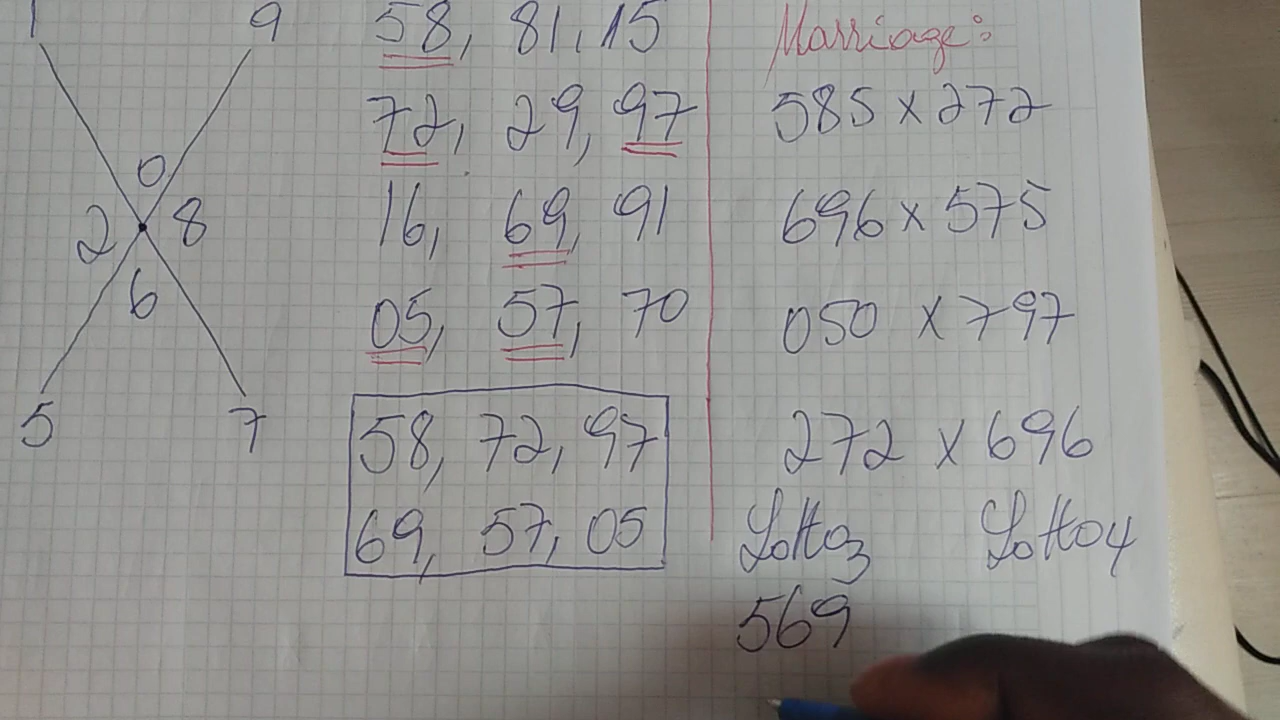 1 9
0
2 8
6
5 7
58, 81, 15
72, 29, 97
16, 69, 91
05, 57, 70
58, 72, 97
69, 57, 05
Marriage:
585 x 272
696 x 575
050 x 797
272 x 696
Lotto3 Lotto4
569